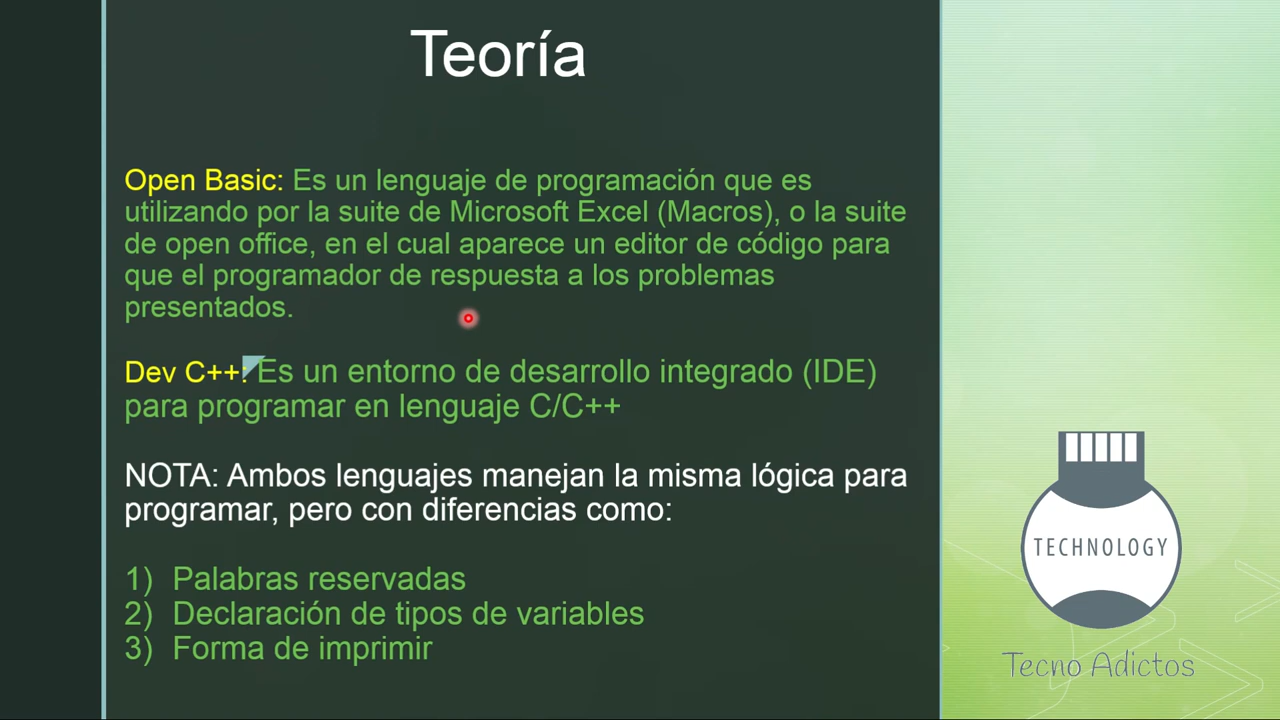 Teoría
Open Basic: Es un lenguaje de programación que es
utilizando por la suite de Microsoft Excel (Macros), o la suite
de open office, en el cual aparece un editor de código para
que el programador de respuesta a los problemas
presentados.
Dev C++: Es un entorno de desarrollo integrado (IDE)
para programar en lenguaje C/C++
NOTA: Ambos lenguajes manejan la misma lógica para
programar, pero con diferencias como:
1) Palabras reservadas
2) Declaración de tipos de variables
3) Forma de imprimir
TECHNOLOGY
Tecno Adictos